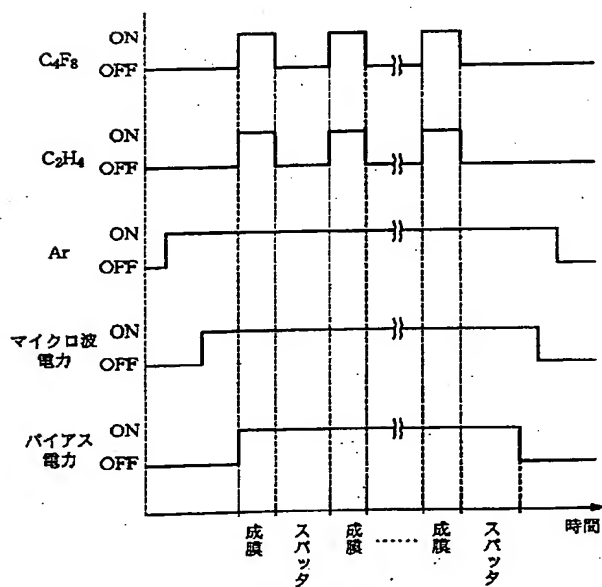 ON
C4F8
OFF
ON
C2H4
OFF
ON
Ar
OFF
ON
マイクロ波
電力
OFF
ON
バイアス
電力
OFF
時間
成膜
スパッタ
成膜
……
成膜
スパッタ